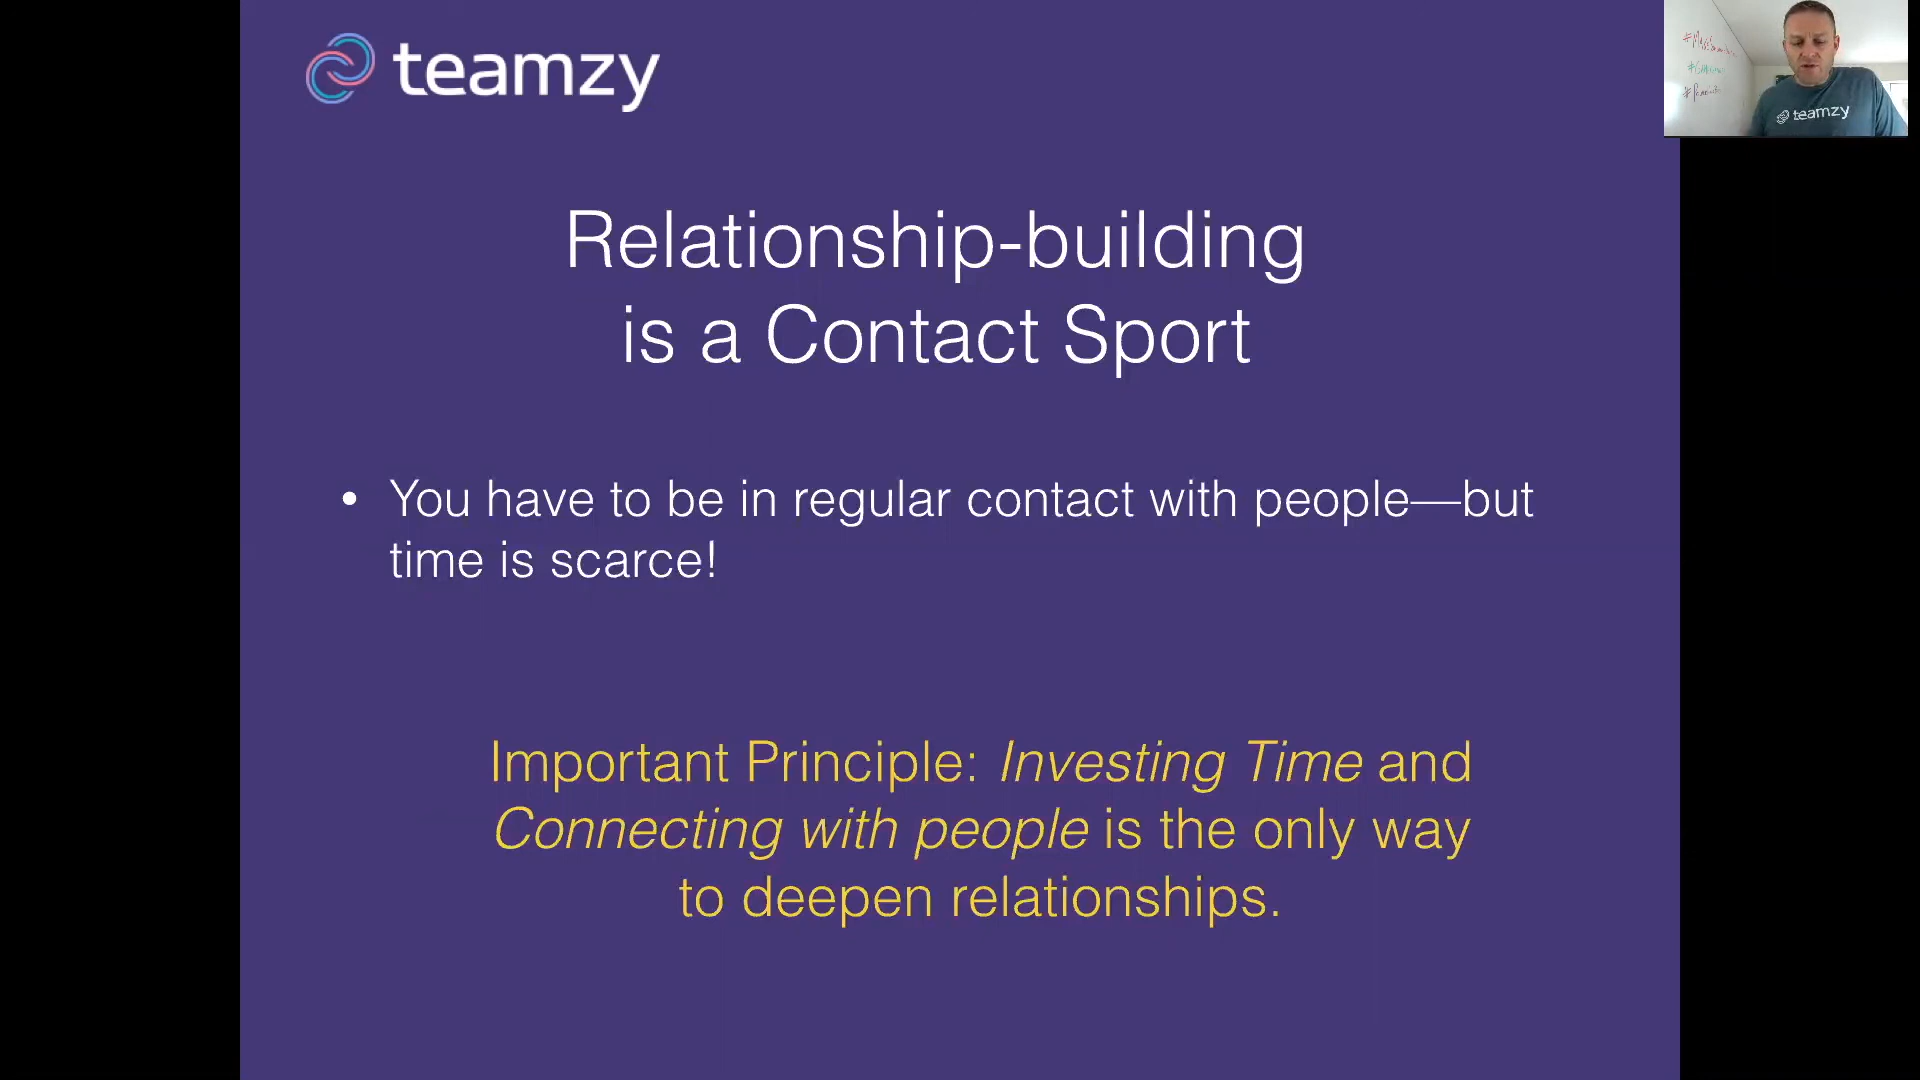 teamzy
Relationship-building
is a Contact Sport
• You have to be in regular contact with people—but
time is scarce!
Important Principle: Investing Time and
Connecting with people is the only way
to deepen relationships.
teamzy